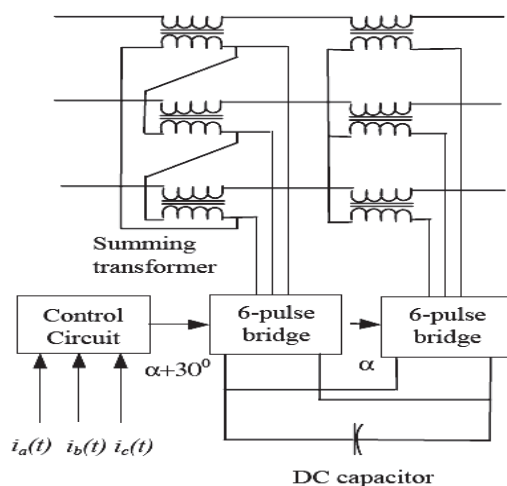 Summing
transformer
Control
Circuit
α+30⁰
6-pulse
bridge
α
6-pulse
bridge
iₐ(t) i_b(t) i_c(t)
DC capacitor